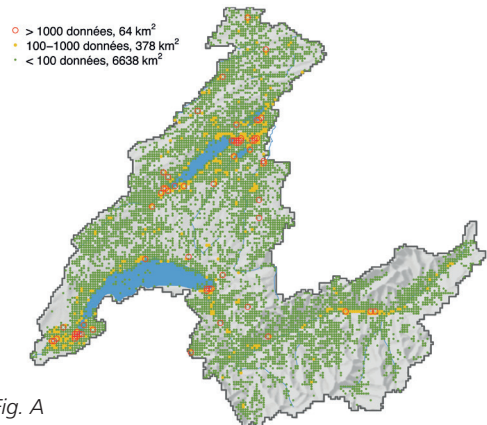 > 1000 données, 64 km²
100–1000 données, 378 km²
< 100 données, 6638 km²
Fig. A